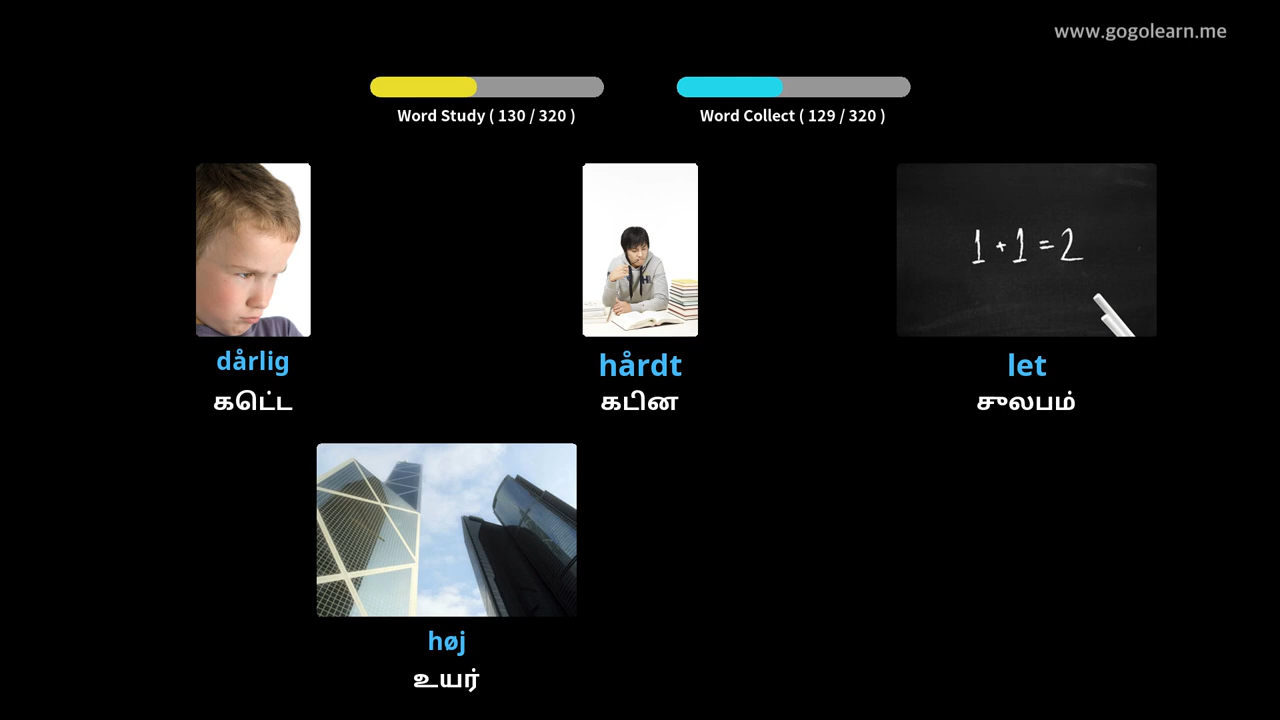 www.gogolearn.me
Word Study ( 130 / 320 )
Word Collect ( 129 / 320 )
dårlig
கெட்ட
hårdt
கடின
let
சுலபம்
1 + 1 = 2
høj
உயர்